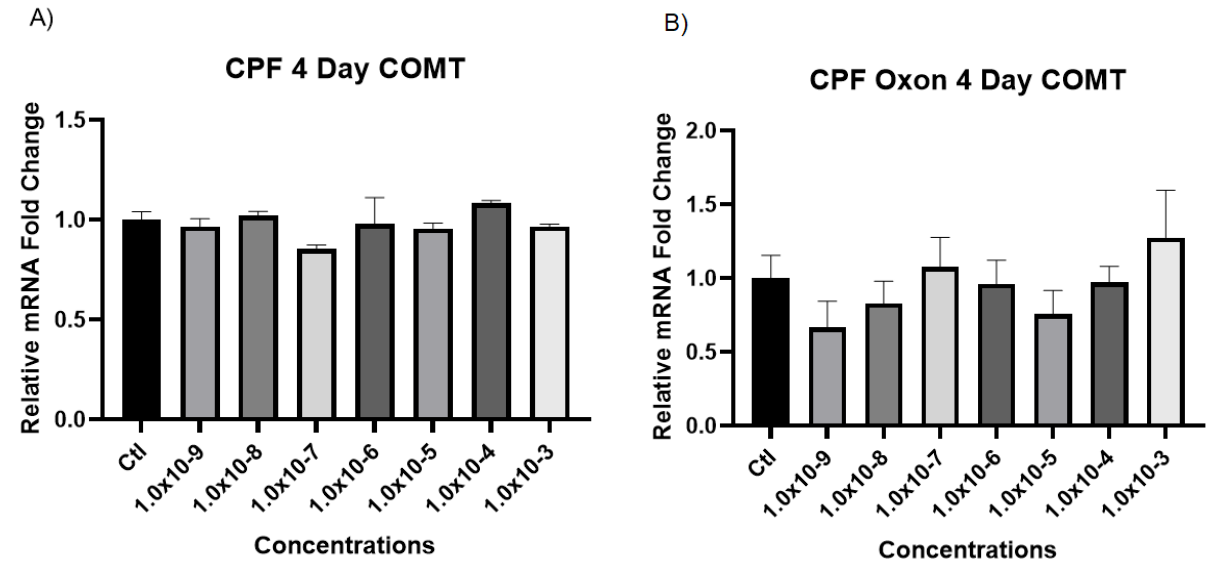 A)
CPF 4 Day COMT
Relative mRNA Fold Change
1.5
1.0
0.5
0.0
Ctl
1.0x10-9
1.0x10-8
1.0x10-7
1.0x10-6
1.0x10-5
1.0x10-4
1.0x10-3
Concentrations
B)
CPF Oxon 4 Day COMT
Relative mRNA Fold Change
2.0
1.5
1.0
0.5
0.0
Ctl
1.0x10-9
1.0x10-8
1.0x10-7
1.0x10-6
1.0x10-5
1.0x10-4
1.0x10-3
Concentrations